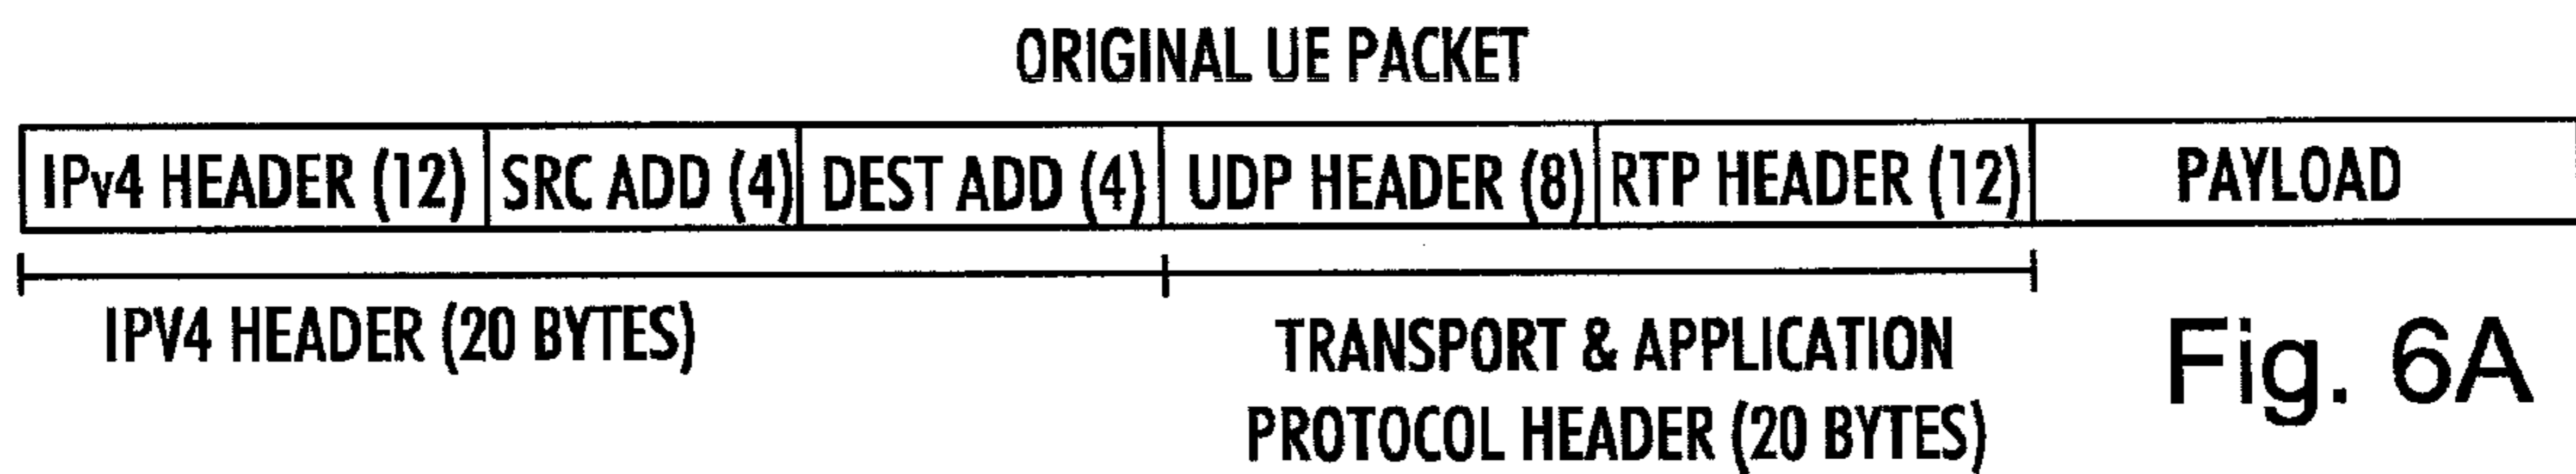 ORIGINAL UE PACKET
IPv4 HEADER (12) SRC ADD (4) DEST ADD (4) UDP HEADER (8) RTP HEADER (12) PAYLOAD
IPV4 HEADER (20 BYTES)
TRANSPORT & APPLICATION
PROTOCOL HEADER (20 BYTES)
Fig. 6A